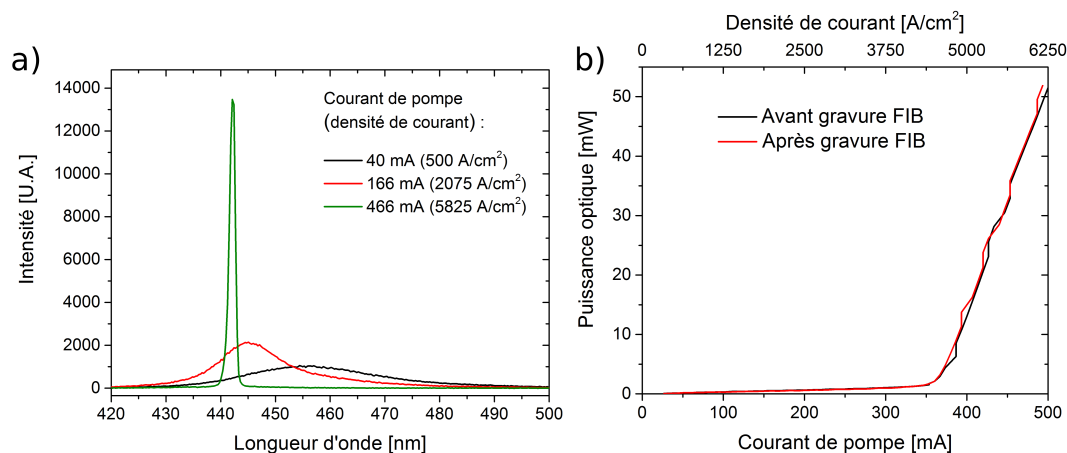 a)
Intensité [U.A.]
14000
12000
10000
8000
6000
4000
2000
0
420 430 440 450 460 470 480 490 500
Longueur d'onde [nm]
Courant de pompe
(densité de courant) :
40 mA (500 A/cm²)
166 mA (2075 A/cm²)
466 mA (5825 A/cm²)
b)
Densité de courant [A/cm²]
0 1250 2500 3750 5000 6250
Puissance optique [mW]
50
40
30
20
10
0
Avant gravure FIB
Après gravure FIB
0 100 200 300 400 500
Courant de pompe [mA]